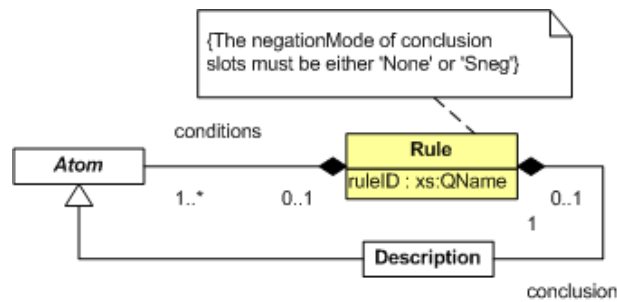 {The negationMode of conclusion
slots must be either 'None' or 'Sneg'}
conditions
Rule
Atom
ruleID : xs:QName
1..*
0..1
0..1
1
Description
conclusion